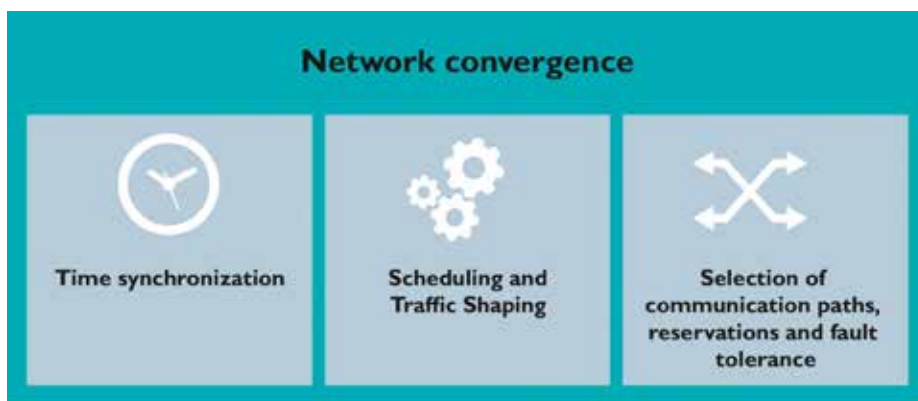 Network convergence
Time synchronization
Scheduling and
Traffic Shaping
Selection of
communication paths,
reservations and fault
tolerance